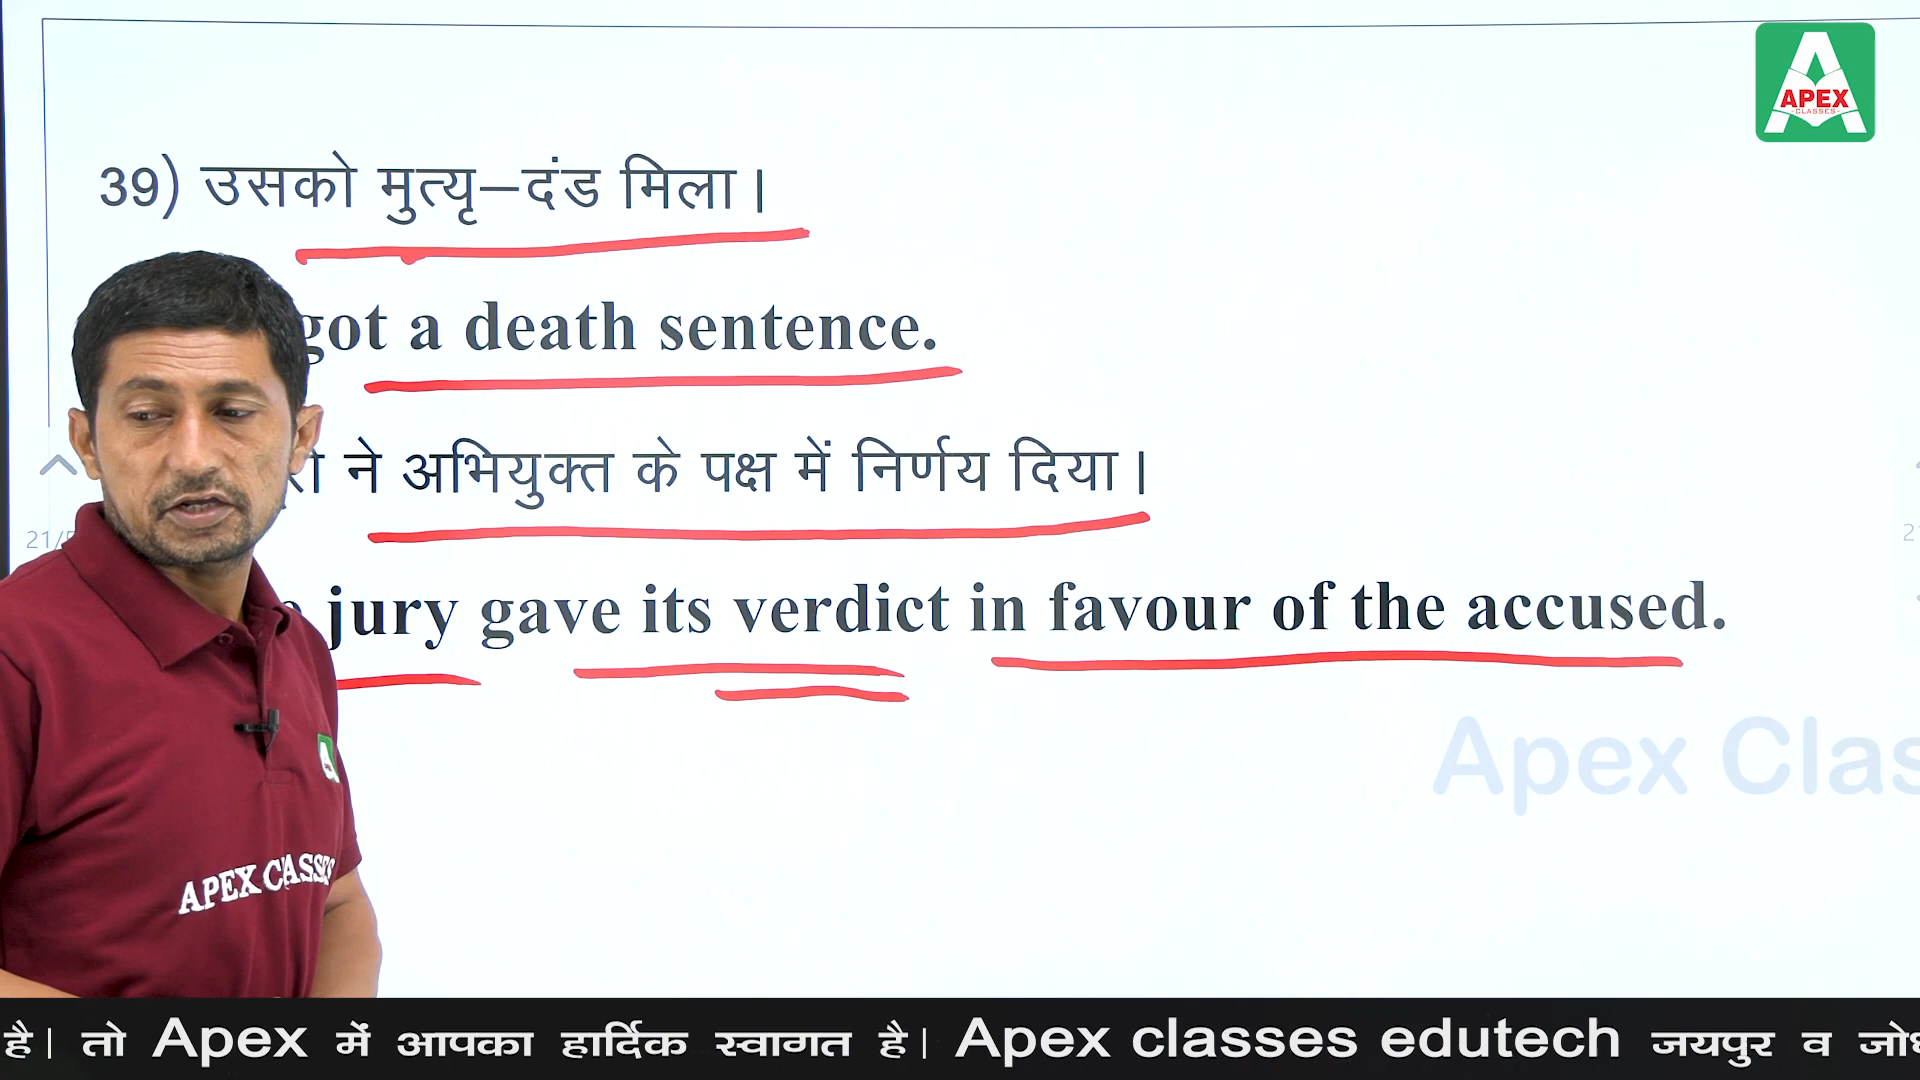 APEX
CLASSES
39) उसको मुत्यृ–दंड मिला।
got a death sentence.
ने अभियुक्त के पक्ष में निर्णय दिया।
jury gave its verdict in favour of the accused.
Apex Clas
APEX CLASSES
है। तो Apex में आपका हार्दिक स्वागत है। Apex classes edutech जयपुर व जोध